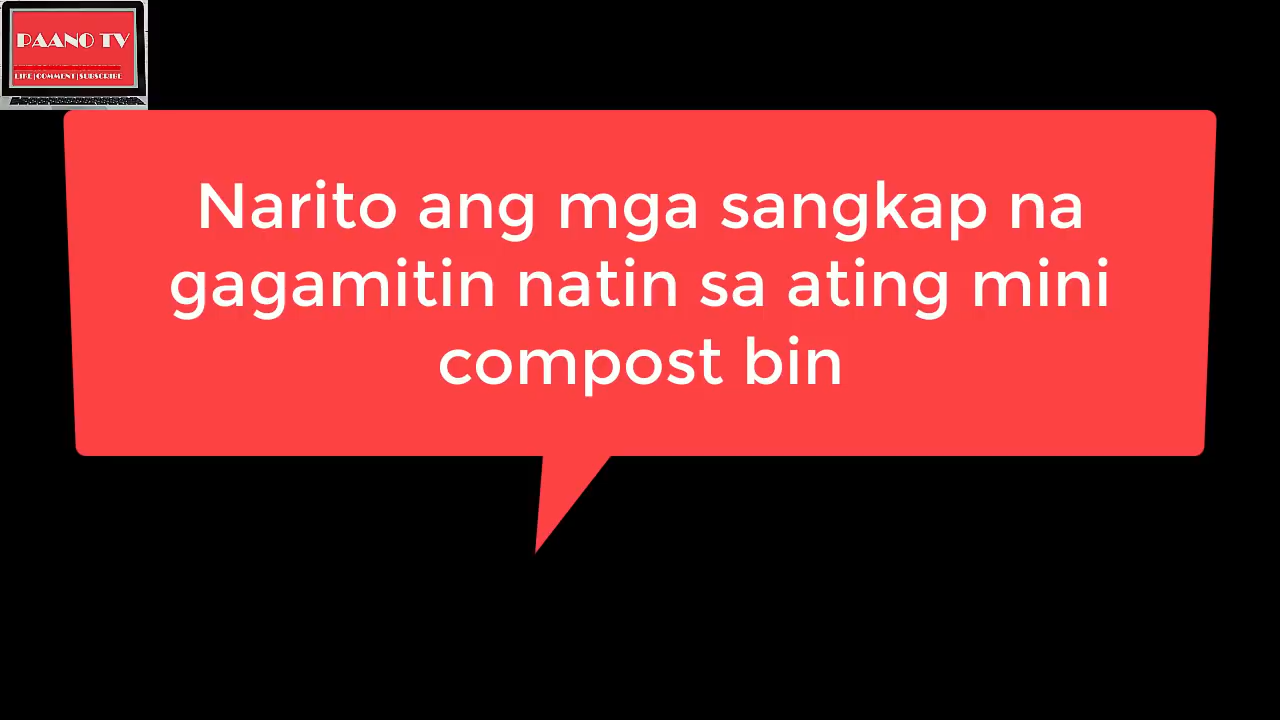 PAANO TV
LIKE|COMMENT|SUBSCRIBE
Narito ang mga sangkap na
gagamitin natin sa ating mini
compost bin